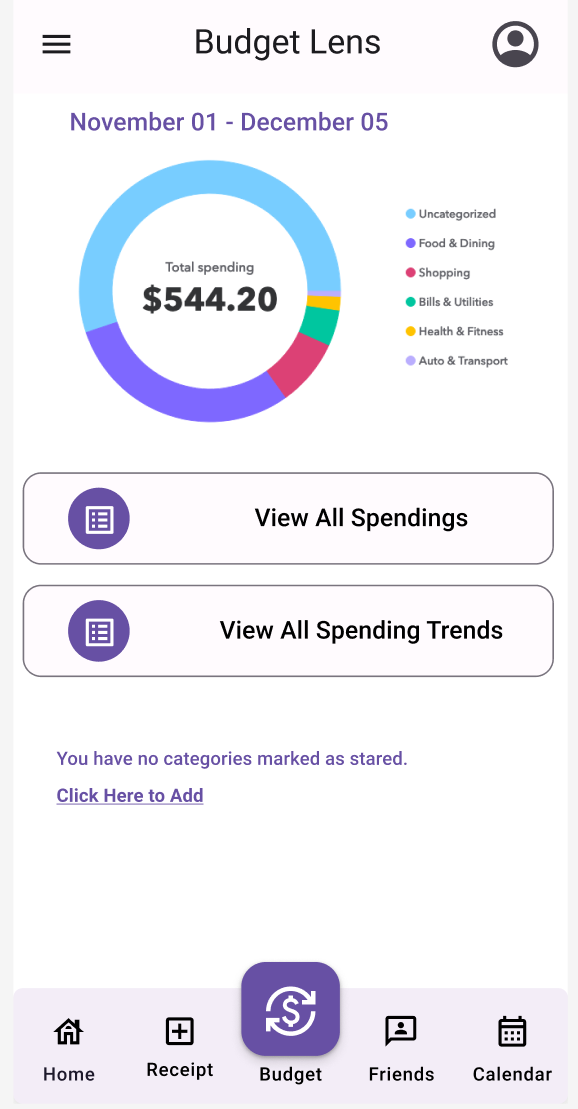 Budget Lens
November 01 - December 05
Total spending
$544.20
Uncategorized
Food & Dining
Shopping
Bills & Utilities
Health & Fitness
Auto & Transport
View All Spendings
View All Spending Trends
You have no categories marked as stared.
Click Here to Add
Home
Receipt
Budget
Friends
Calendar